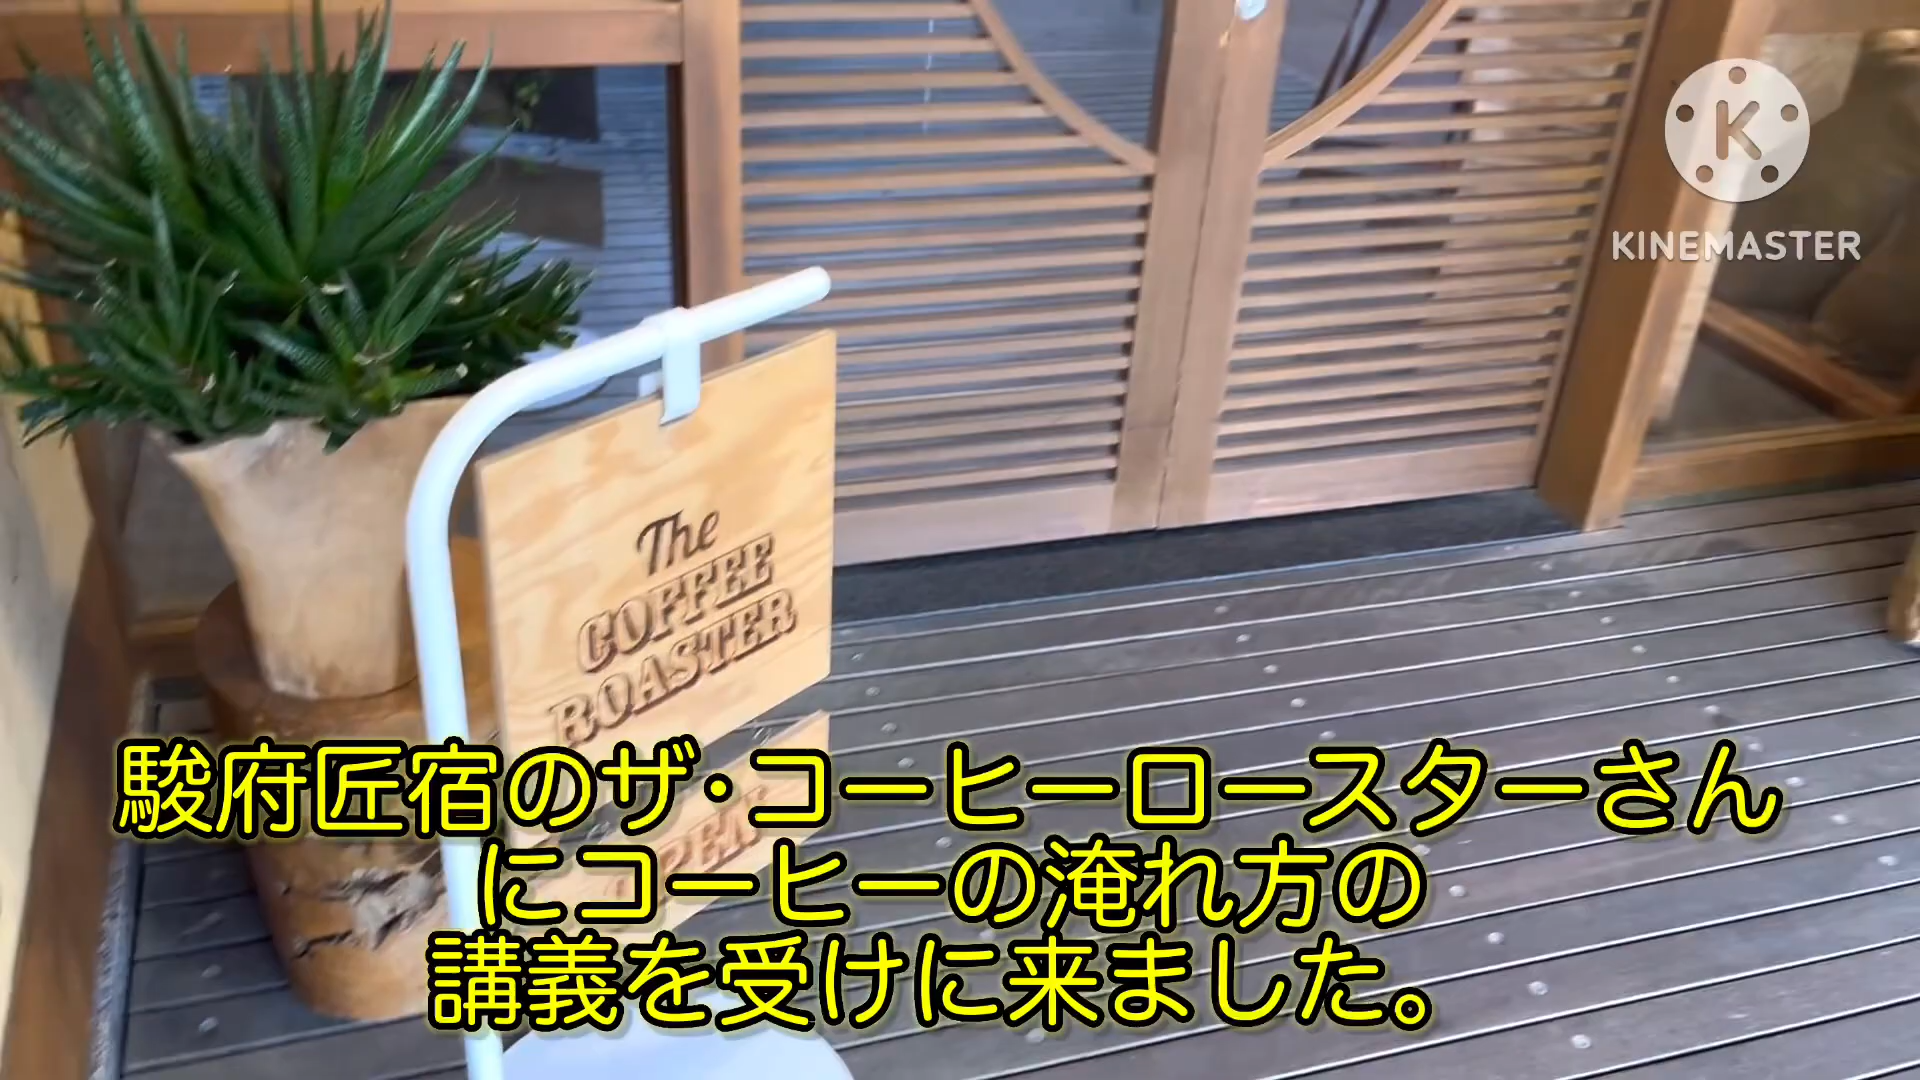 KINEMASTER
The
COFFEE
ROASTER
OPEN
駿府匠宿のザ・コーヒーロースターさん
にコーヒーの淹れ方の
講義を受けに来ました。